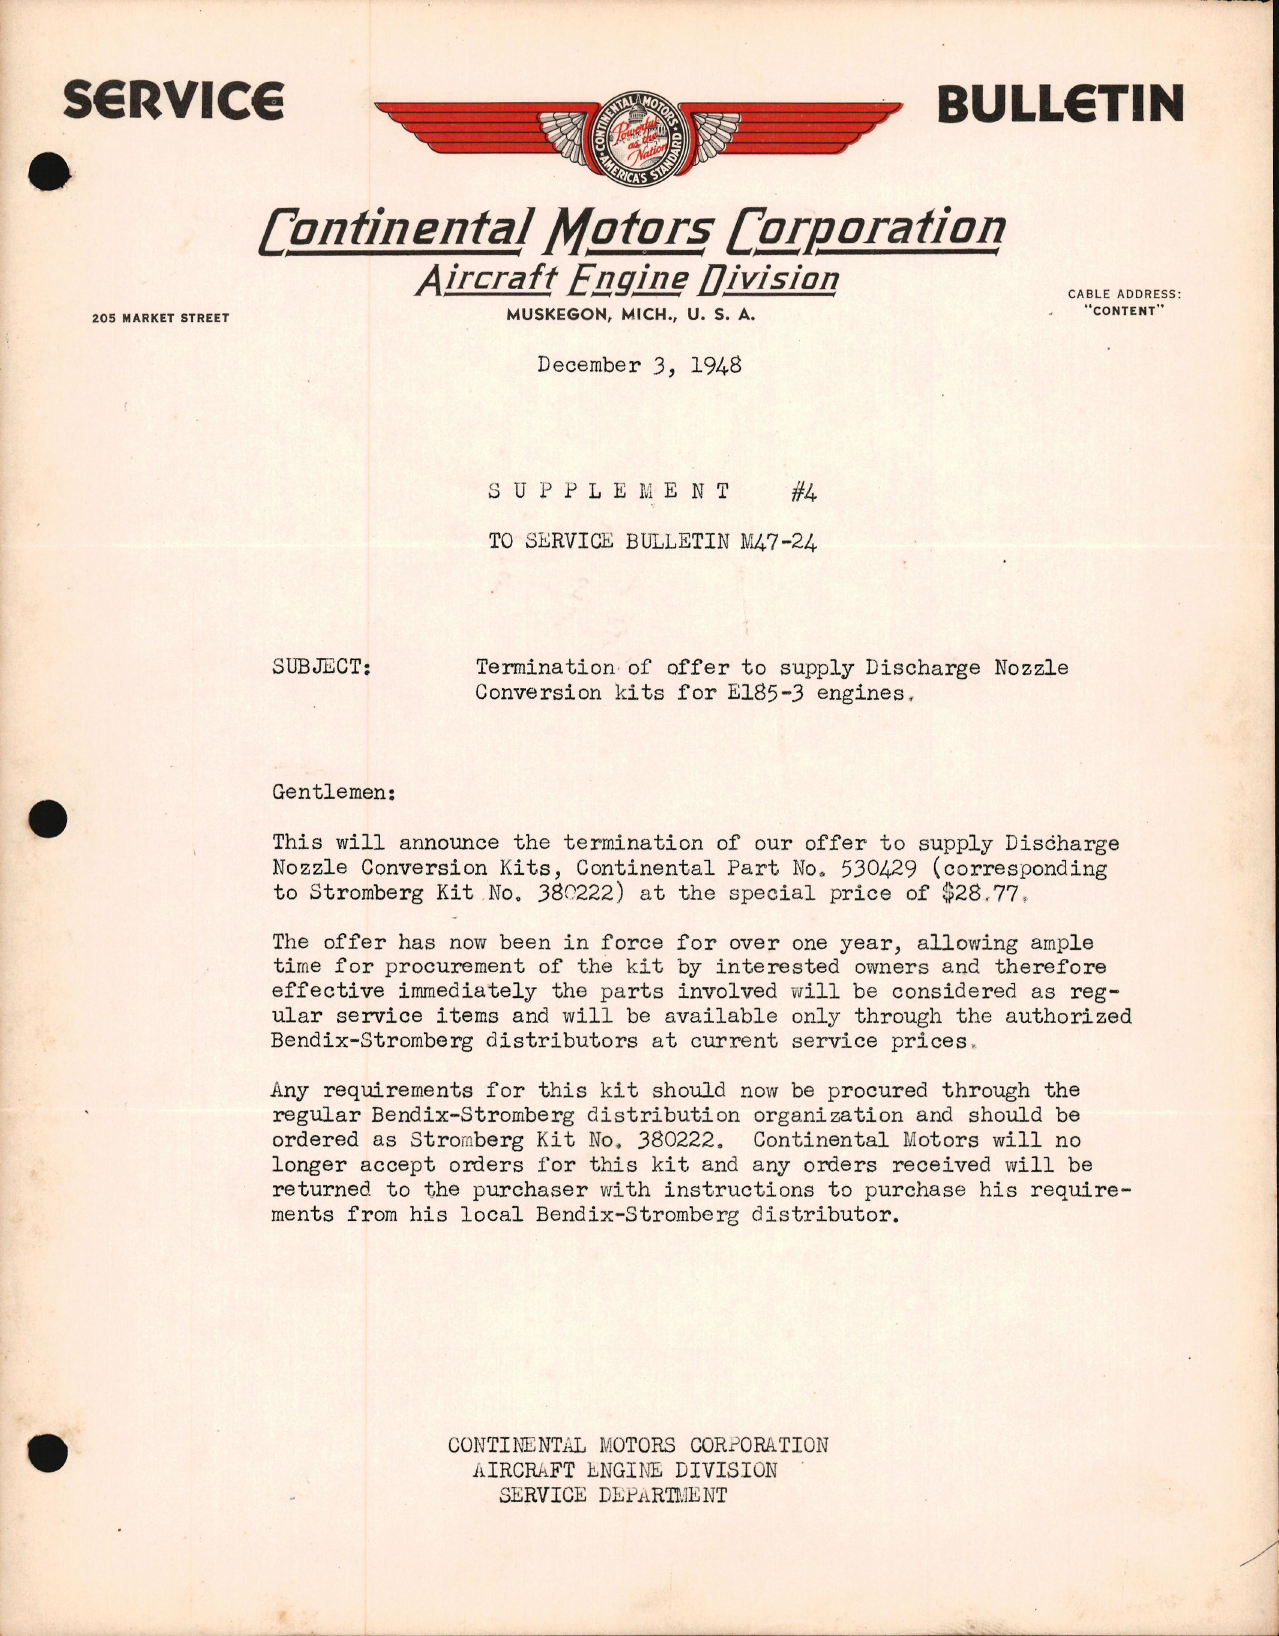 SERVICE
BULLETIN
CONTINENTAL MOTORS
Powerful
as the
Nation
AMERICA'S STANDARD
Continental Motors Corporation
Aircraft Engine Division
205 MARKET STREET
MUSKEGON, MICH., U. S. A.
CABLE ADDRESS:
"CONTENT"
December 3, 1948
SUPPLEMENT #4
TO SERVICE BULLETIN M47-24
SUBJECT: Termination of offer to supply Discharge Nozzle
Conversion kits for E185-3 engines.
Gentlemen:
This will announce the termination of our offer to supply Discharge
Nozzle Conversion Kits, Continental Part No. 530429 (corresponding
to Stromberg Kit No. 380222) at the special price of $28.77.
The offer has now been in force for over one year, allowing ample
time for procurement of the kit by interested owners and therefore
effective immediately the parts involved will be considered as reg-
ular service items and will be available only through the authorized
Bendix-Stromberg distributors at current service prices.
Any requirements for this kit should now be procured through the
regular Bendix-Stromberg distribution organization and should be
ordered as Stromberg Kit No. 380222. Continental Motors will no
longer accept orders for this kit and any orders received will be
returned to the purchaser with instructions to purchase his require-
ments from his local Bendix-Stromberg distributor.
CONTINENTAL MOTORS CORPORATION
AIRCRAFT ENGINE DIVISION
SERVICE DEPARTMENT